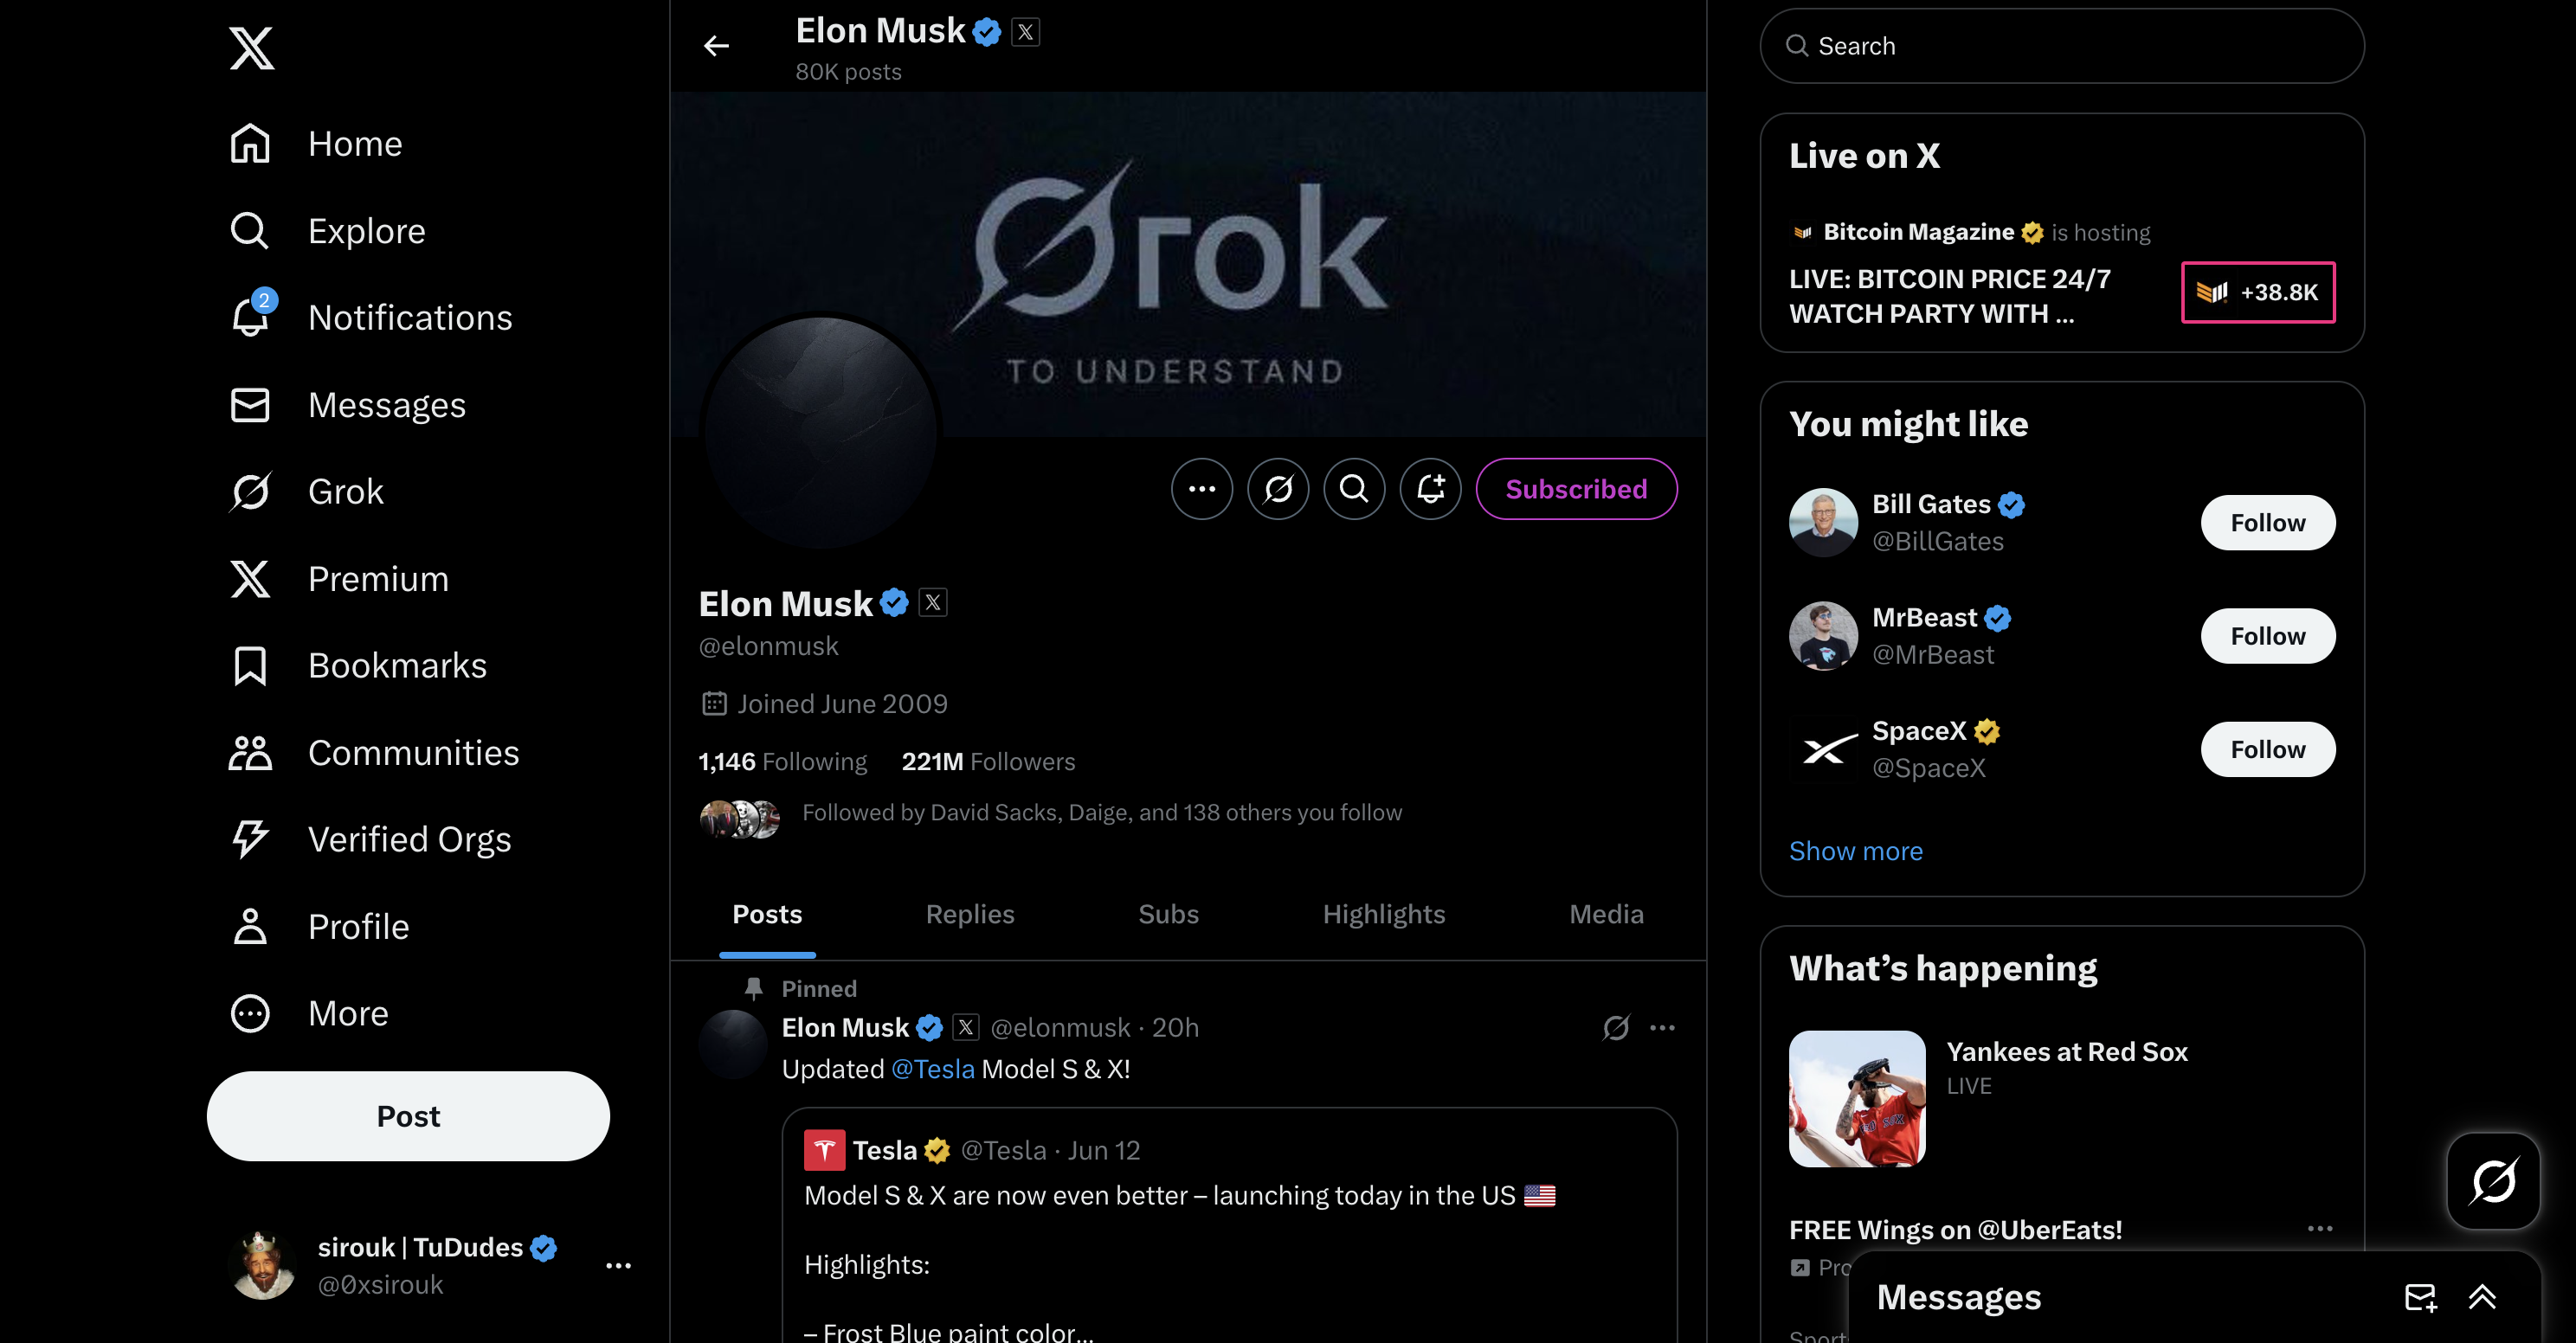 Home
Explore
2
Notifications
Messages
Grok
Premium
Bookmarks
Communities
Verified Orgs
Profile
More
Post
sirouk | TuDudes
@0xsirouk
Elon Musk
80K posts
Grok
TO UNDERSTAND
Subscribed
Elon Musk
@elonmusk
Joined June 2009
1,146 Following 221M Followers
Followed by David Sacks, Daige, and 138 others you follow
Posts Replies Subs Highlights Media
Pinned
Elon Musk @elonmusk · 20h
Updated @Tesla Model S & X!
Tesla @Tesla · Jun 12
Model S & X are now even better – launching today in the US
Highlights:
– Frost Blue paint color...
Search
Live on X
Bitcoin Magazine is hosting
LIVE: BITCOIN PRICE 24/7
WATCH PARTY WITH ...
+38.8K
You might like
Bill Gates
@BillGates
Follow
MrBeast
@MrBeast
Follow
SpaceX
@SpaceX
Follow
Show more
What's happening
Yankees at Red Sox
LIVE
FREE Wings on @UberEats!
Messages